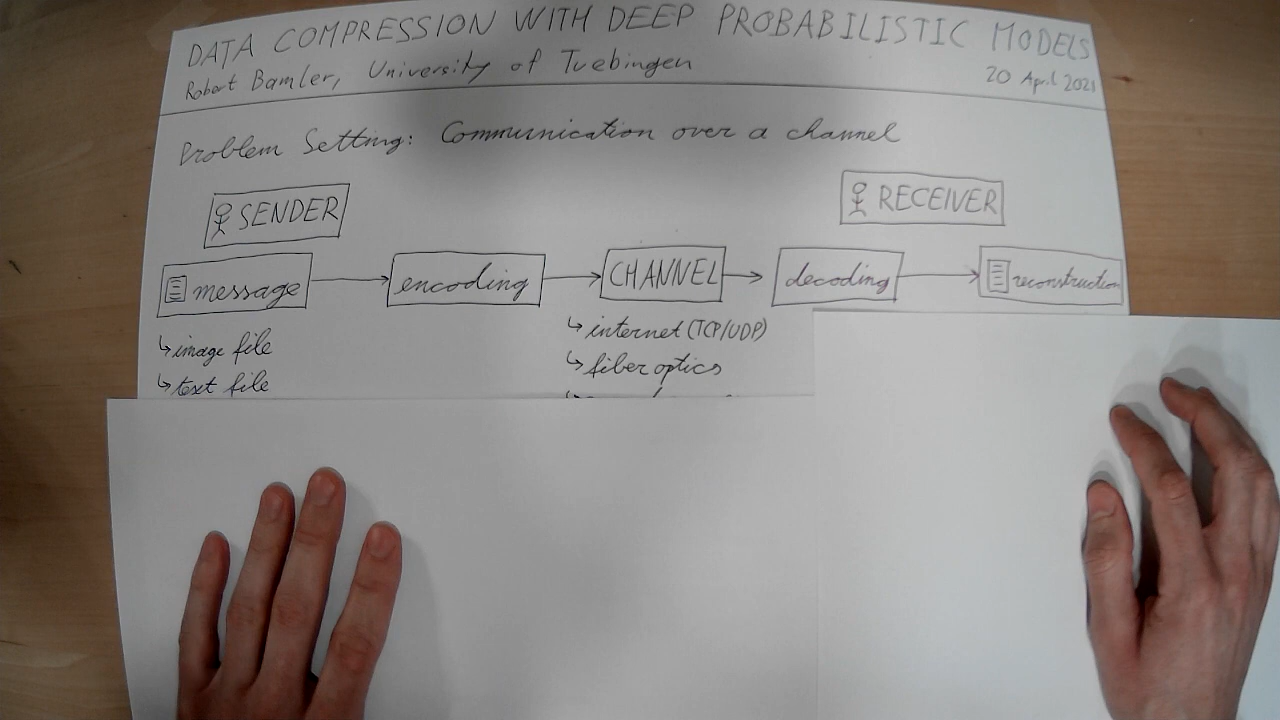 DATA COMPRESSION WITH DEEP PROBABILISTIC MODELS
Robert Bamler, University of Tuebingen
20 April 2021
Problem Setting: Communication over a channel
SENDER
RECEIVER
message
encoding
CHANNEL
decoding
reconstruction
↳ image file
↳ text file
↳ internet (TCP/UDP)
↳ fiber optics